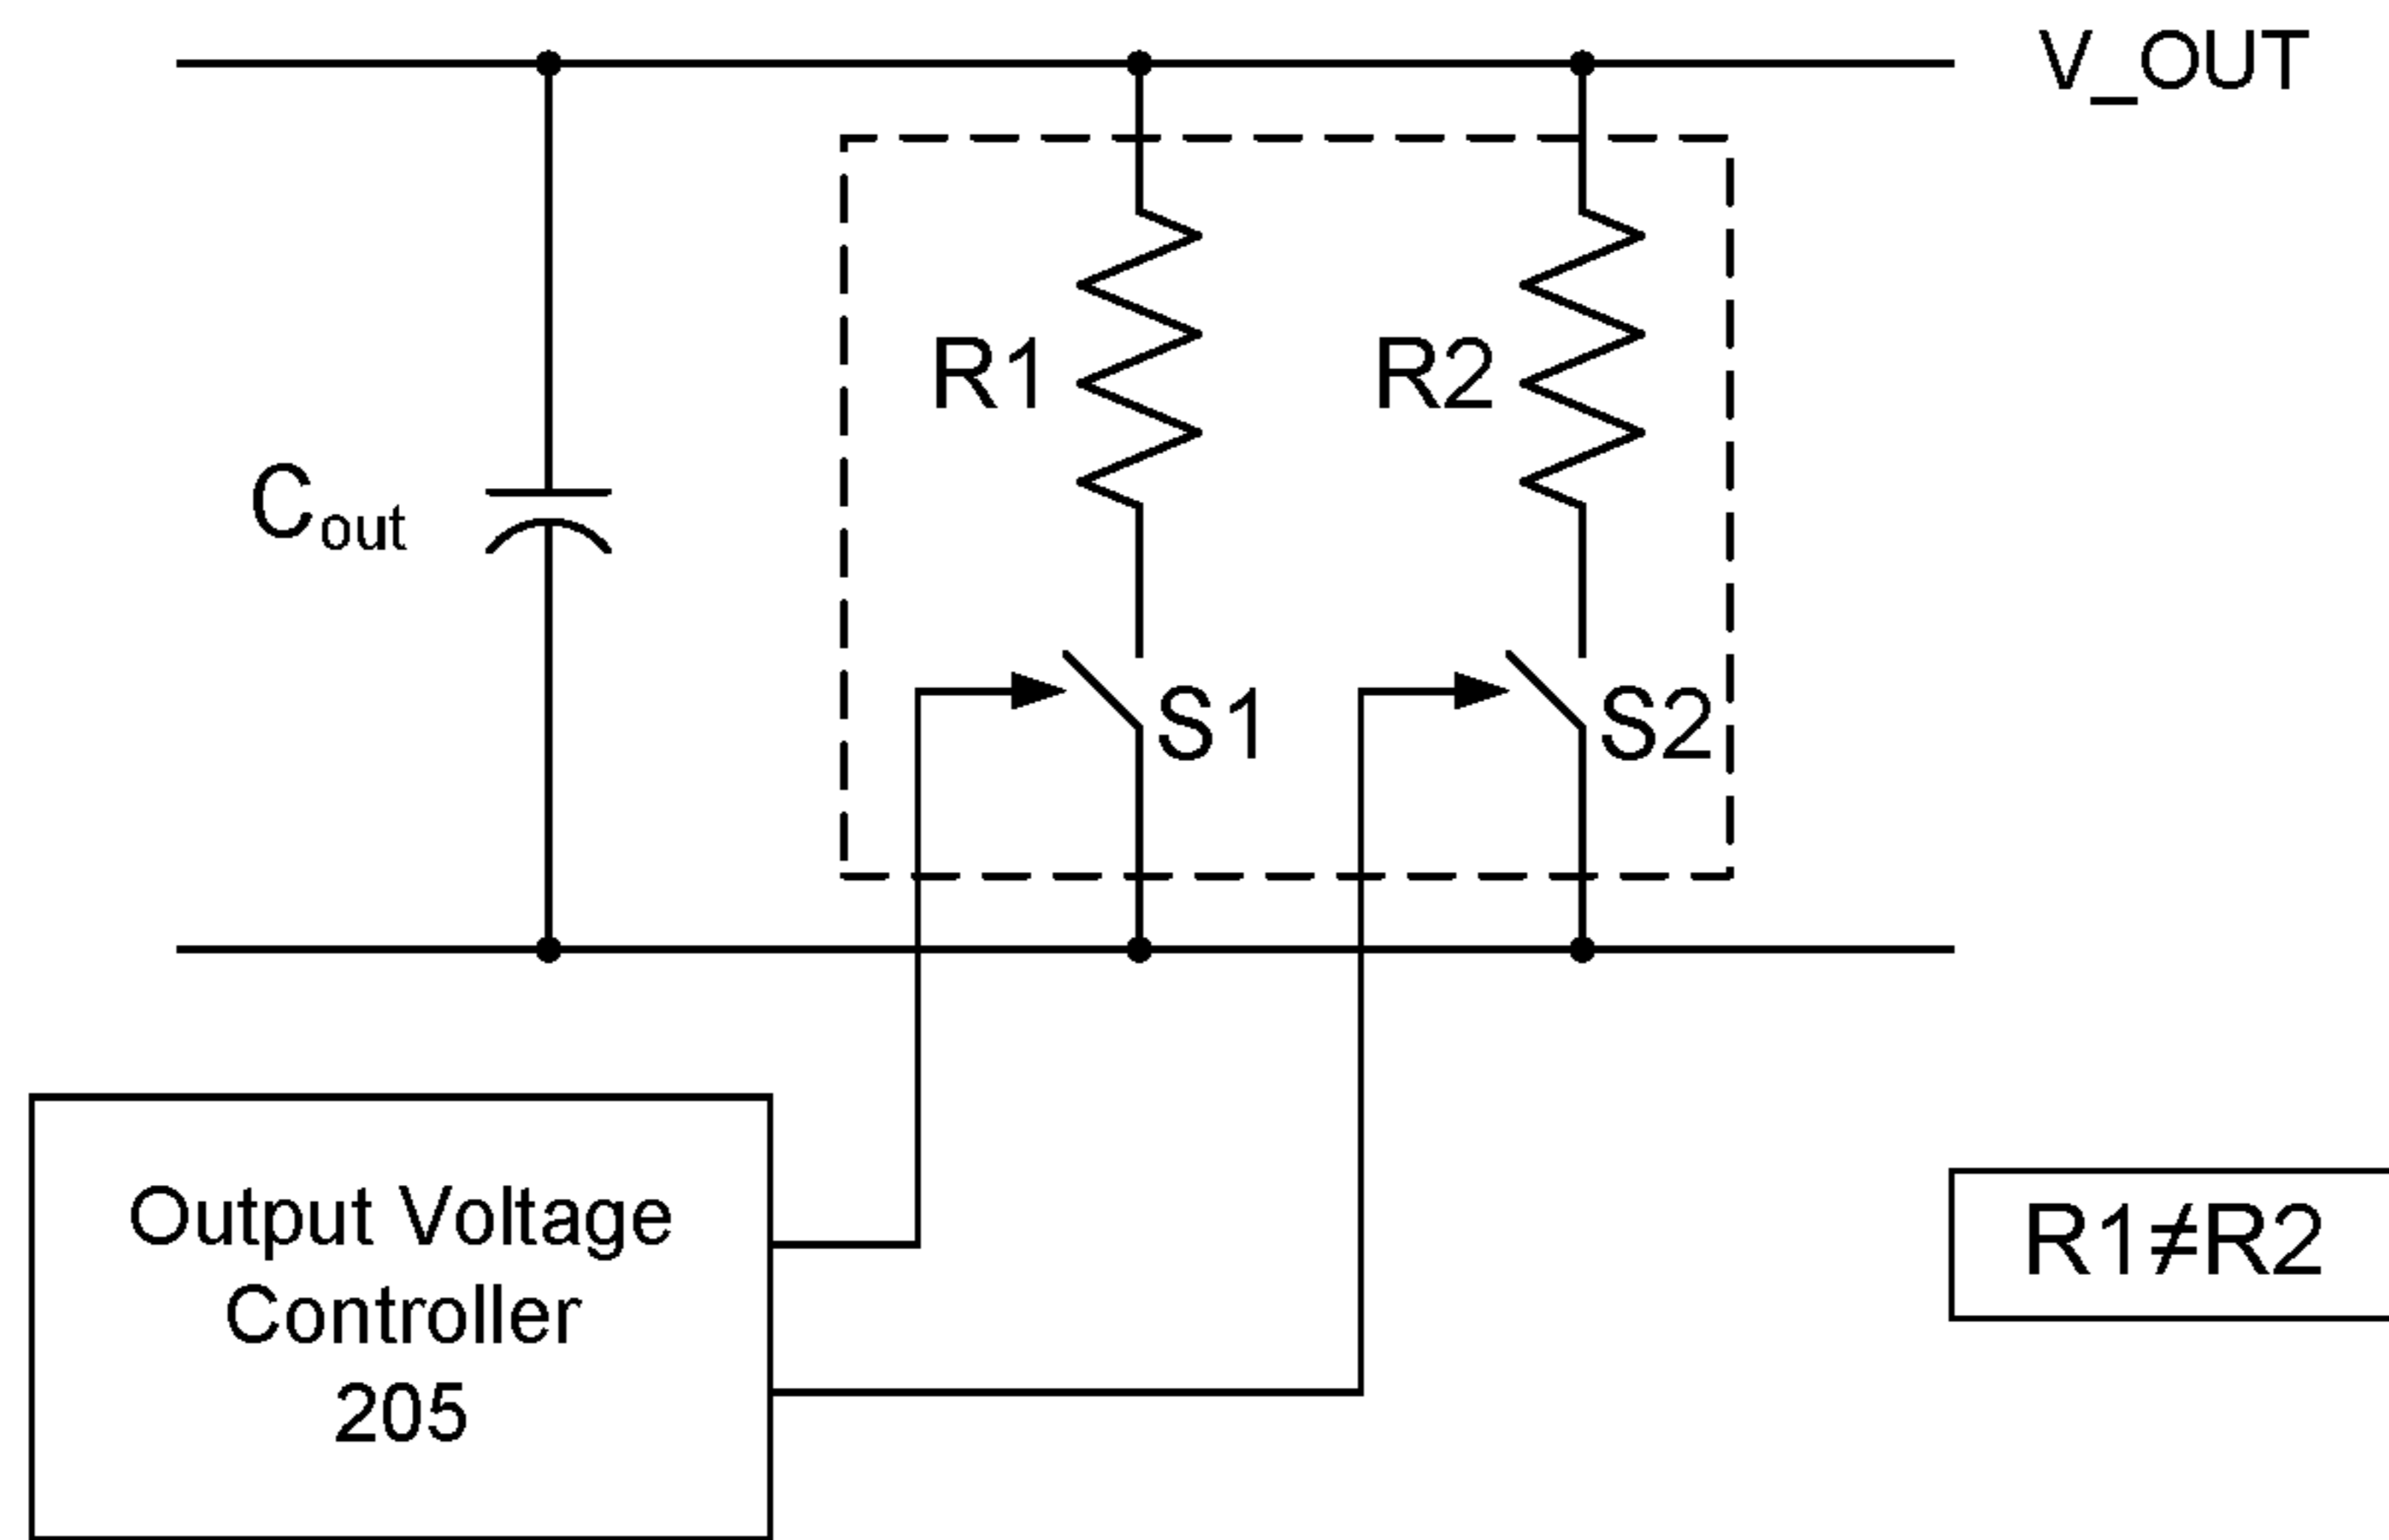 V_OUT
R1
R2
Cout
S1
S2
Output Voltage
Controller
205
R1≠R2